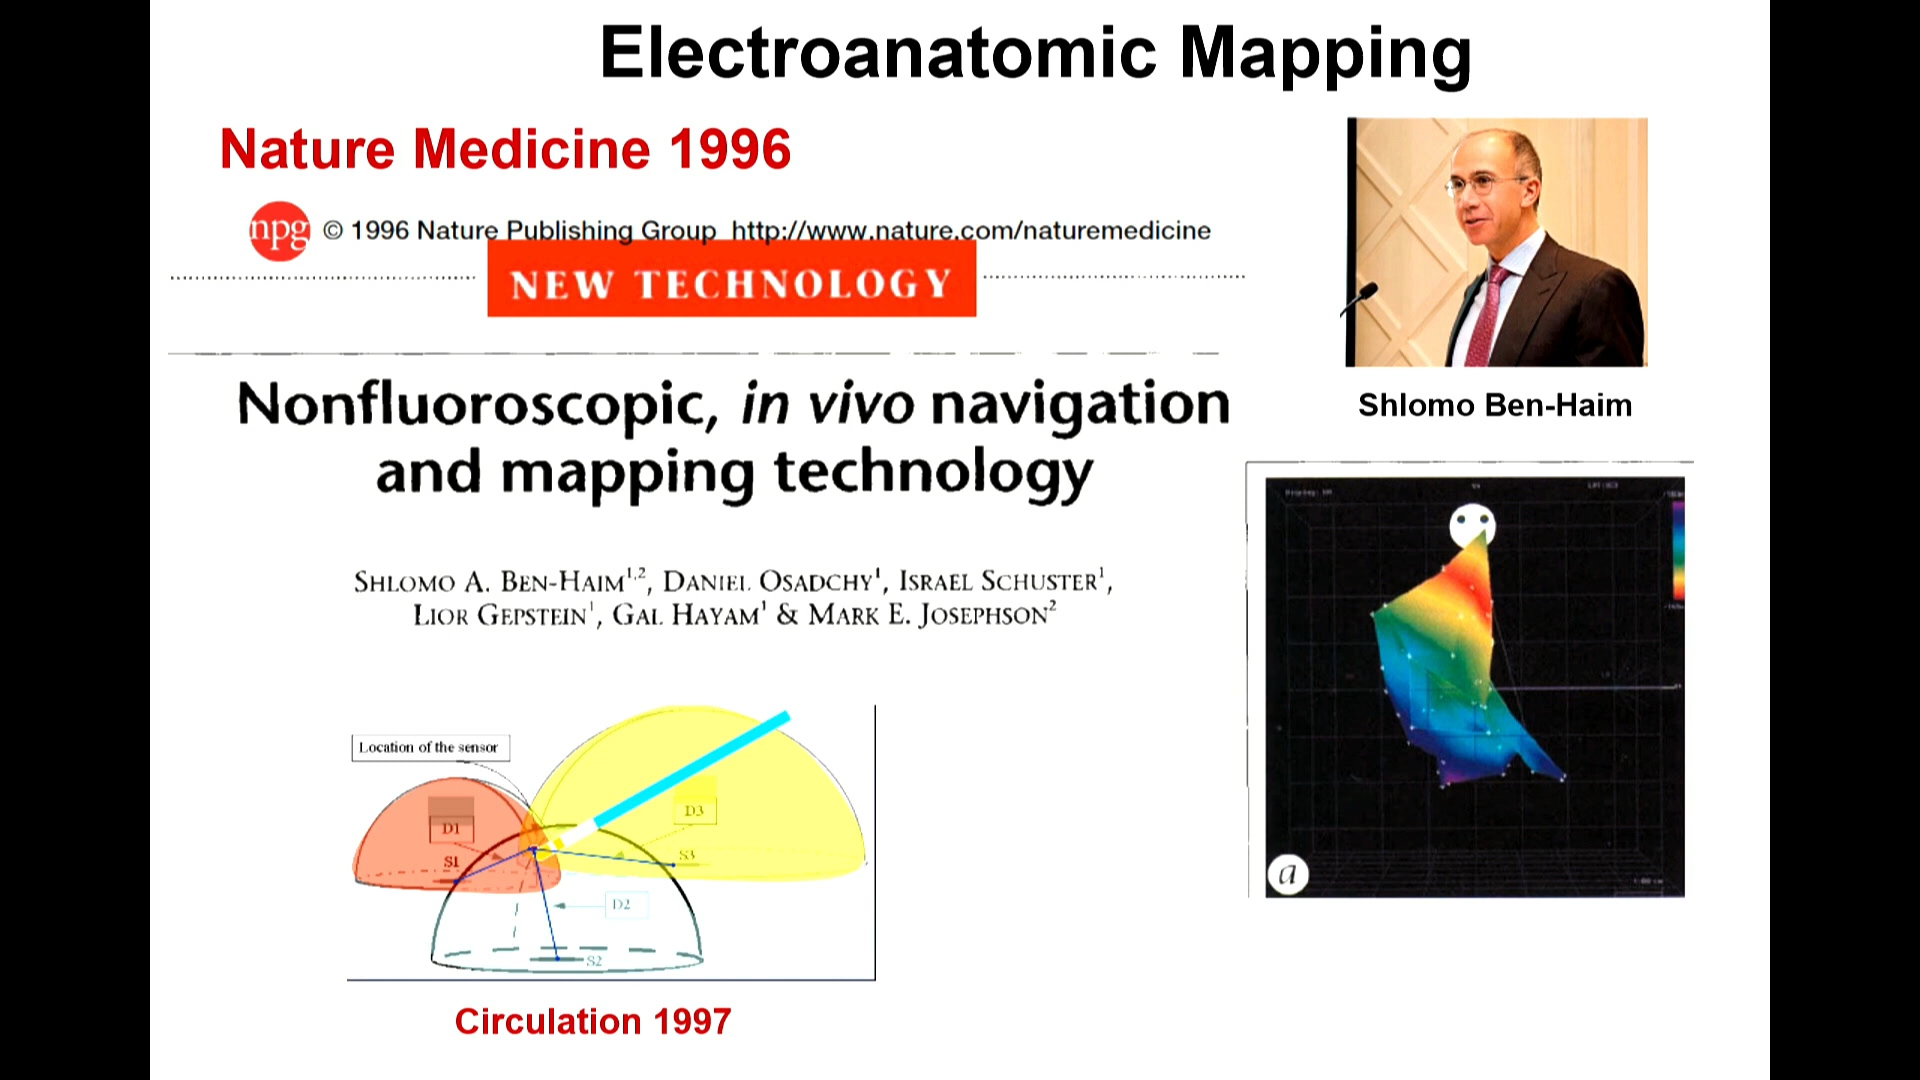 Electroanatomic Mapping
Nature Medicine 1996
npg © 1996 Nature Publishing Group http://www.nature.com/naturemedicine
NEW TECHNOLOGY
Nonfluoroscopic, in vivo navigation
and mapping technology
SHLOMO A. BEN-HAIM1,2, DANIEL OSADCHY1, ISRAEL SCHUSTER1,
LIOR GEPSTEIN1, GAL HAYAM1 & MARK E. JOSEPHSON2
Shlomo Ben-Haim
Location of the sensor
D1
D3
S1
S3
D2
S2
a
Circulation 1997